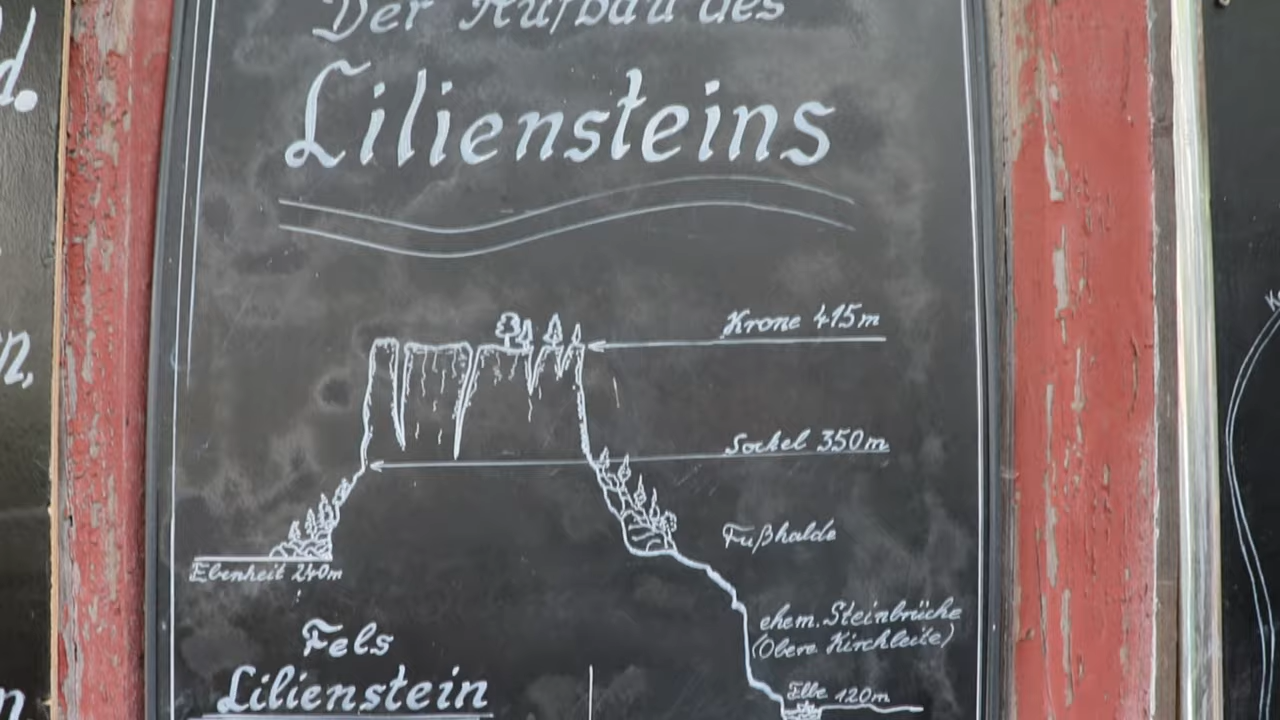 Der Aufbau des
Liliensteins
Krone 415m
Sockel 350m
Fußhalde
Ebenheit 240m
ehem. Steinbrüche
(Obere Kirchleite)
Fels
Lilienstein
Elbe 120m